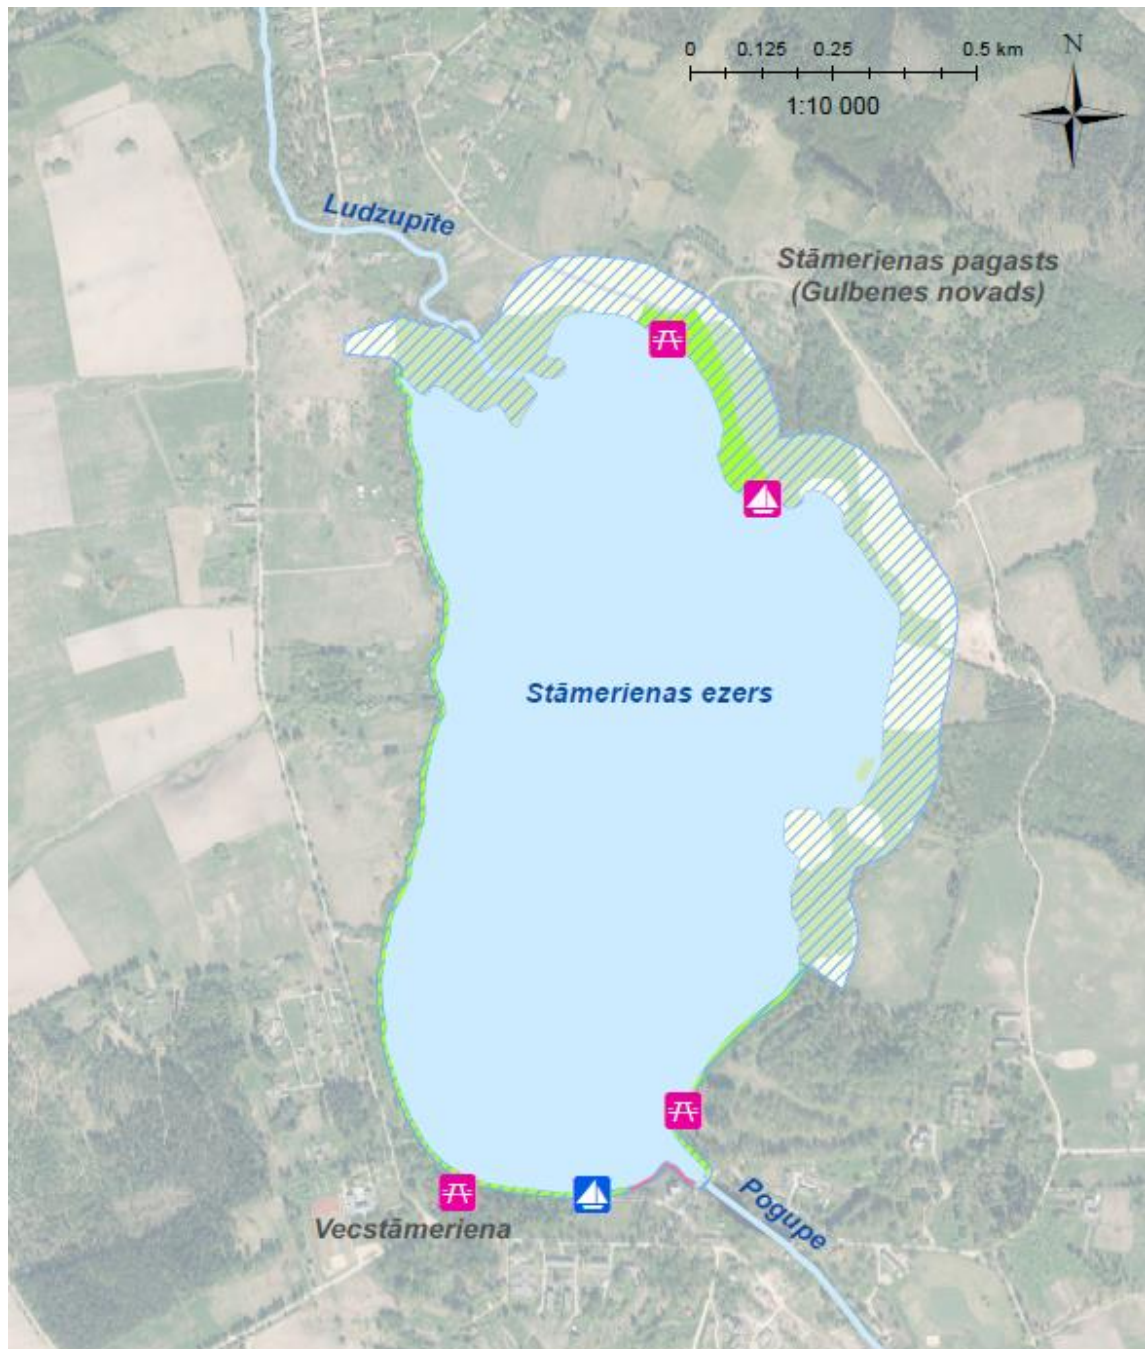 0 0.125 0.25 0.5 km
N
1:10 000
Ludzupīte
Stāmerienas pagasts
(Gulbenes novads)
Stāmerienas ezers
Vecstāmeriena
Pogupe